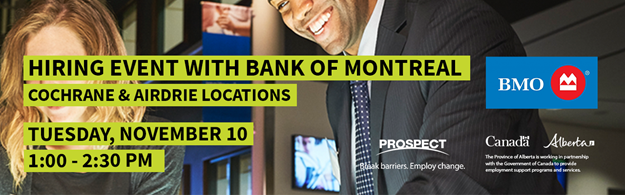 HIRING EVENT WITH BANK OF MONTREAL
COCHRANE & AIRDRIE LOCATIONS
TUESDAY, NOVEMBER 10
1:00 - 2:30 PM
BMO
M
®
PROSPECT
Break barriers. Employ change.
Canada
Alberta
The Province of Alberta is working in partnership
with the Government of Canada to provide
employment support programs and services.